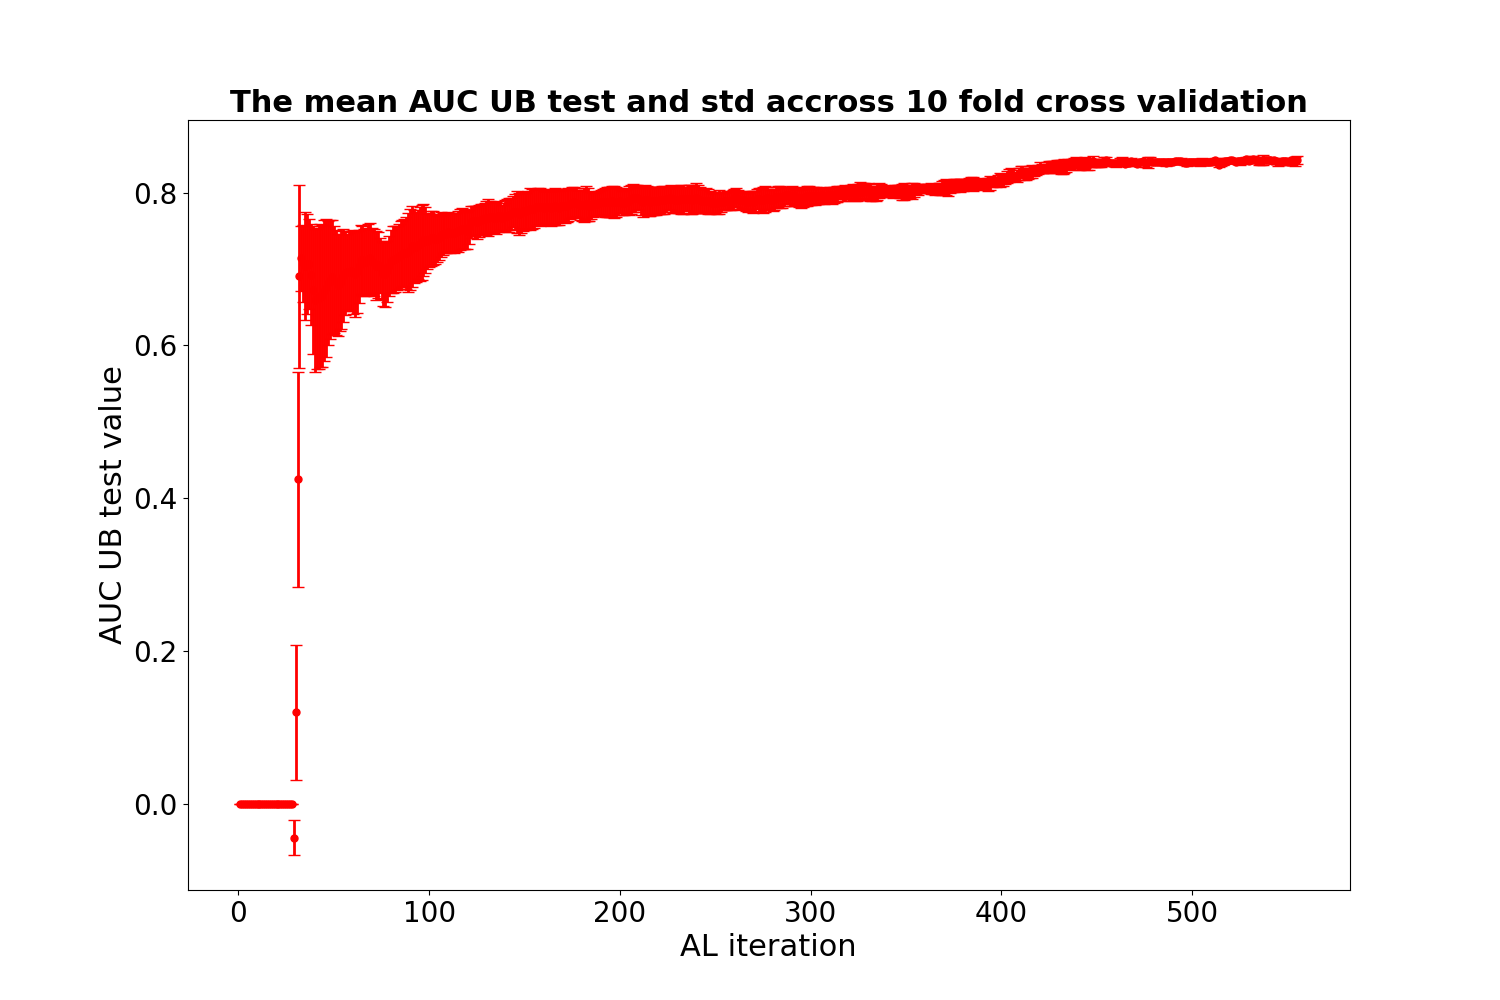 The mean AUC UB test and std accross 10 fold cross validation
AUC UB test value
0.8
0.6
0.4
0.2
0.0
0 100 200 300 400 500
AL iteration